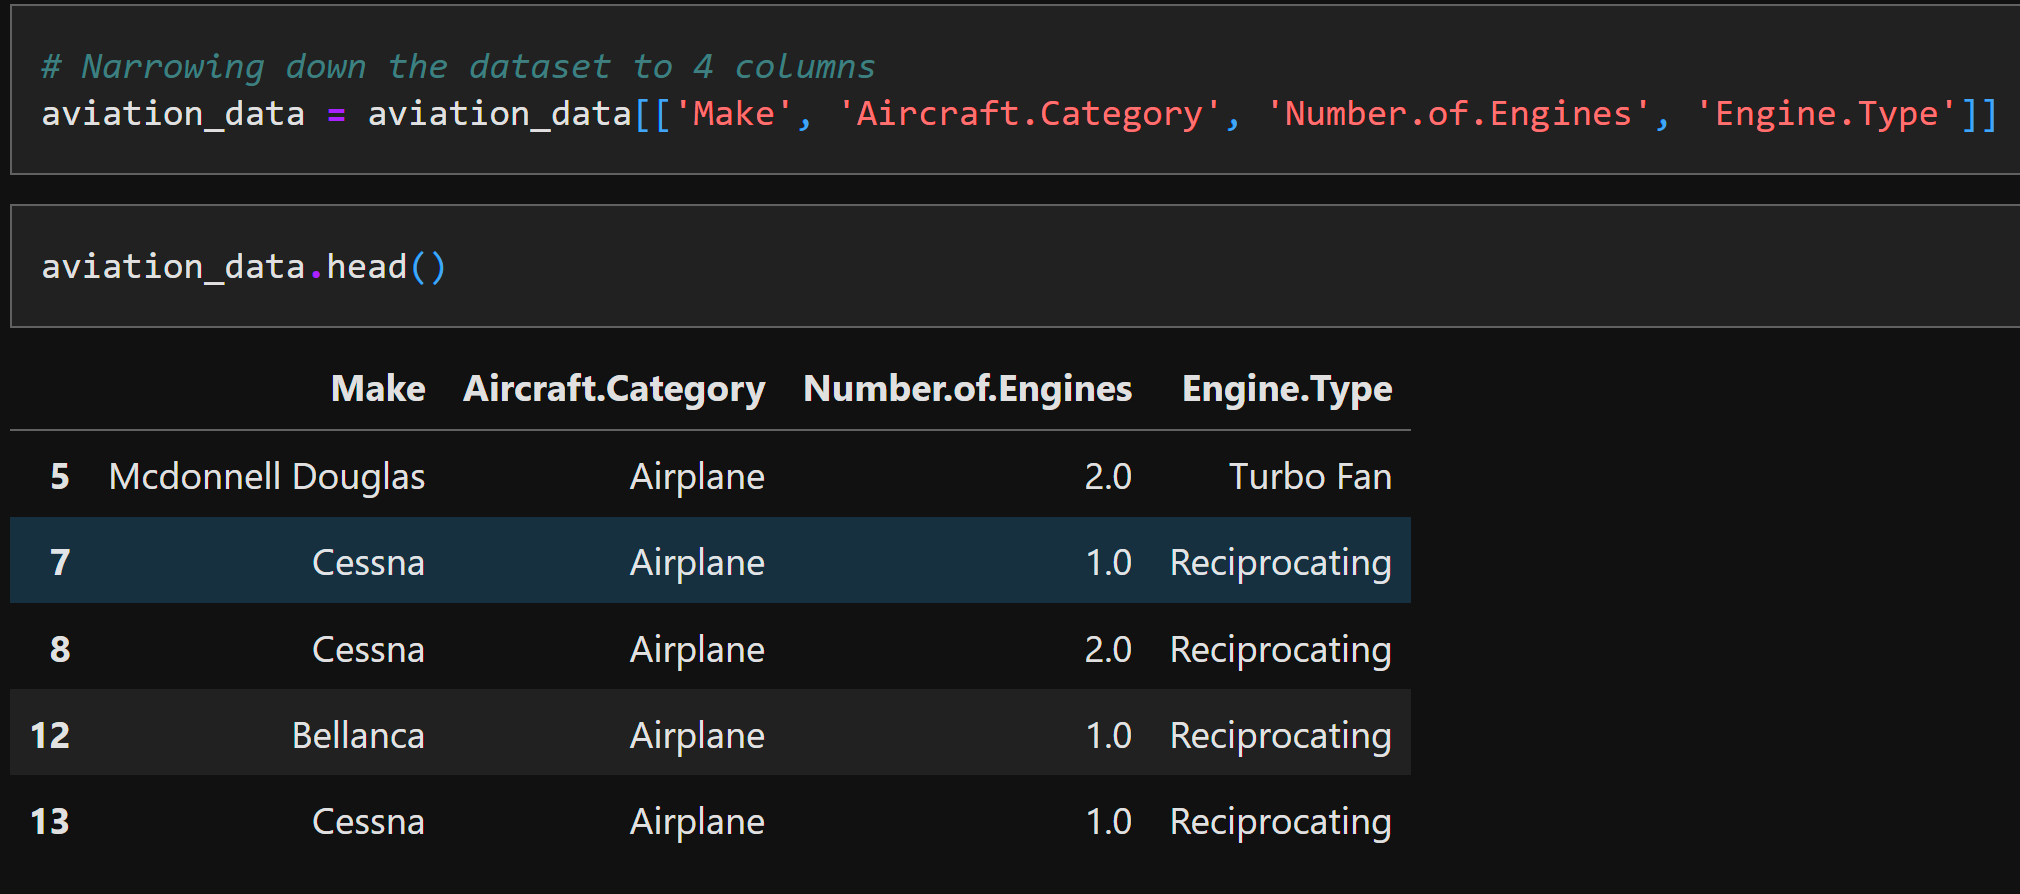 # Narrowing down the dataset to 4 columns
aviation_data = aviation_data[['Make', 'Aircraft.Category', 'Number.of.Engines', 'Engine.Type']]
aviation_data.head()
Make Aircraft.Category Number.of.Engines Engine.Type
5 Mcdonnell Douglas Airplane 2.0 Turbo Fan
7 Cessna Airplane 1.0 Reciprocating
8 Cessna Airplane 2.0 Reciprocating
12 Bellanca Airplane 1.0 Reciprocating
13 Cessna Airplane 1.0 Reciprocating